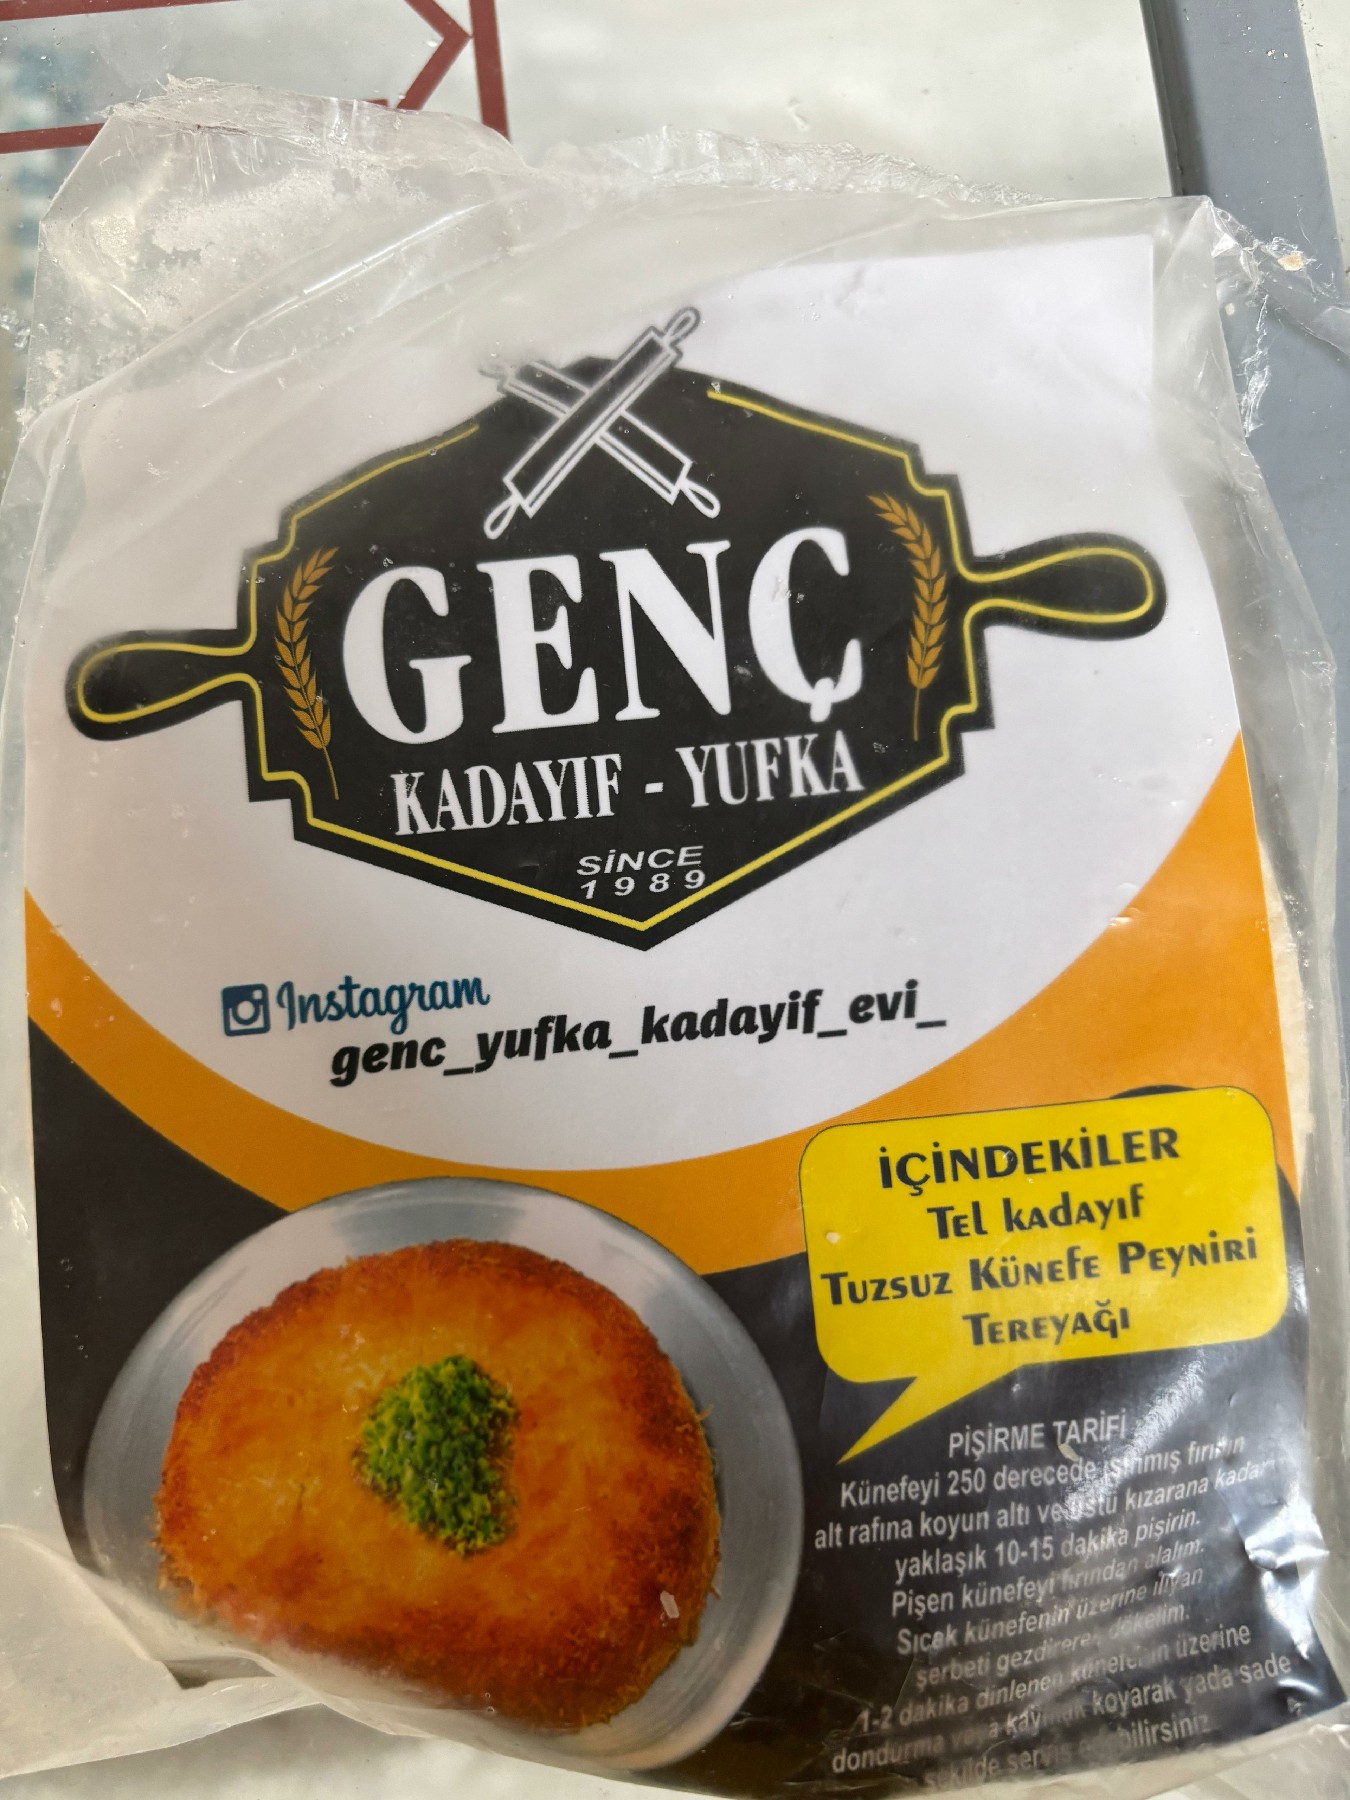 GENÇ
KADAYIF - YUFKA
SİNCE
1989
Instagram
genc_yufka_kadayif_evi_
İÇİNDEKİLER
Tel kadayıf
Tuzsuz Künefe Peyniri
Tereyağı
PİŞİRME TARİFİ
Künefeyi 250 derecede ısıtılmış fırının
alt rafına koyun altı ve üstü kızarana kadar
yaklaşık 10-15 dakika pişirin.
Pişen künefeyi fırından alalım.
Sıcak künefenin üzerine ılıyan
şerbeti gezdirerek dökelim.
1-2 dakika dinlenen künefenin üzerine
dondurma veya kaymak koyarak yada sade
şekilde servis edebilirsiniz